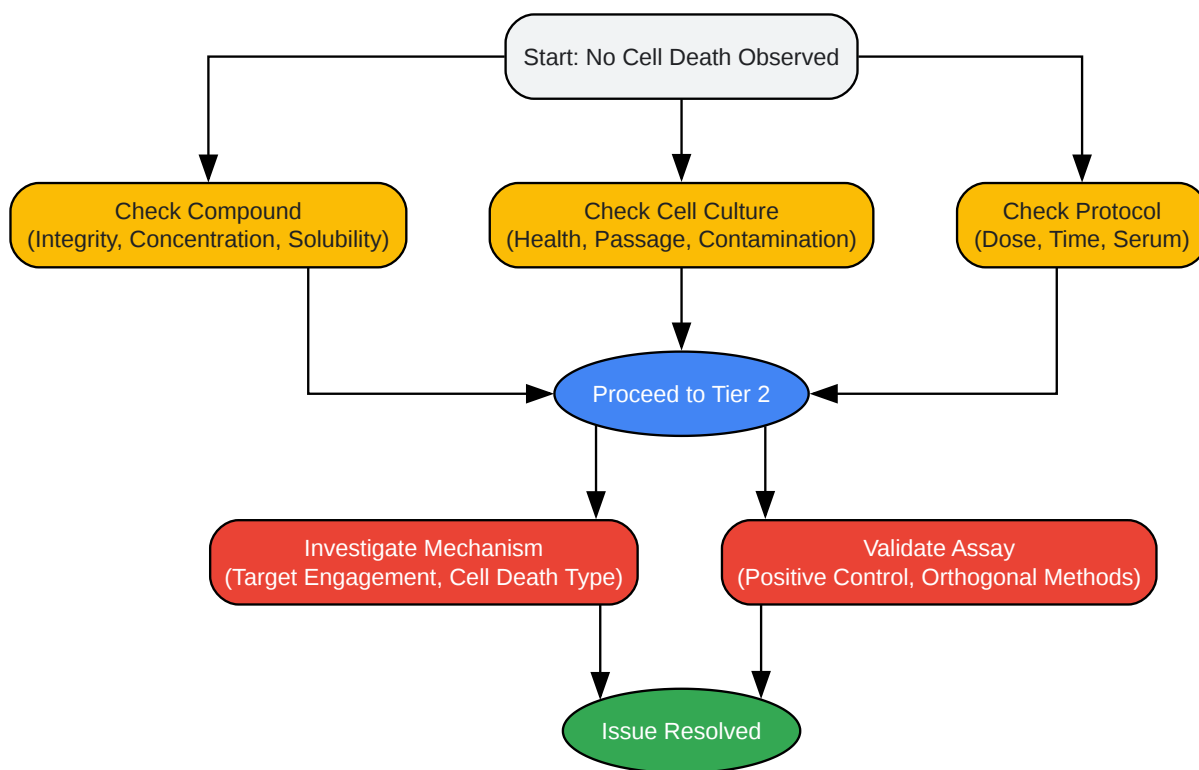 Start: No Cell Death Observed
Check Compound
(Integrity, Concentration, Solubility)
Check Cell Culture
(Health, Passage, Contamination)
Check Protocol
(Dose, Time, Serum)
Proceed to Tier 2
Investigate Mechanism
(Target Engagement, Cell Death Type)
Validate Assay
(Positive Control, Orthogonal Methods)
Issue Resolved